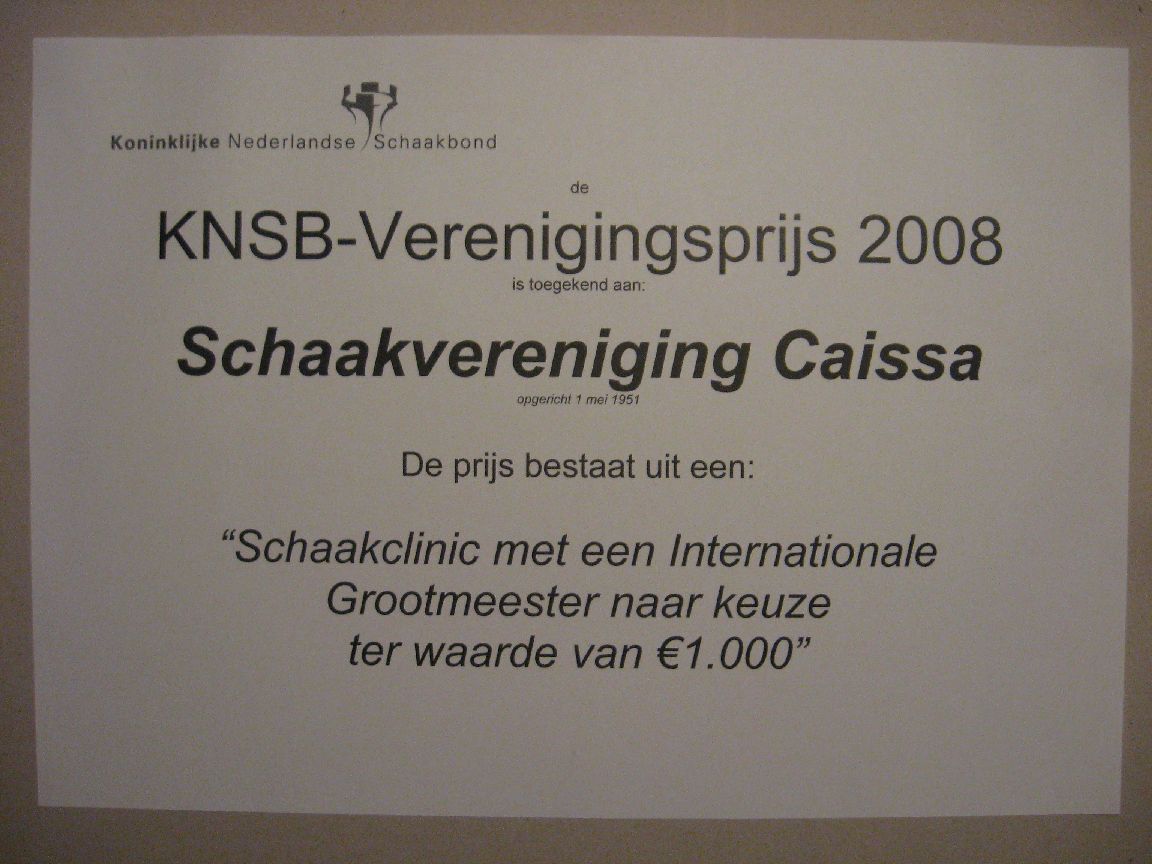 Koninklijke Nederlandse Schaakbond
de
KNSB-Verenigingsprijs 2008
is toegekend aan:
Schaakvereniging Caissa
opgericht 1 mei 1951
De prijs bestaat uit een:
“Schaakclinic met een Internationale
Grootmeester naar keuze
ter waarde van €1.000”